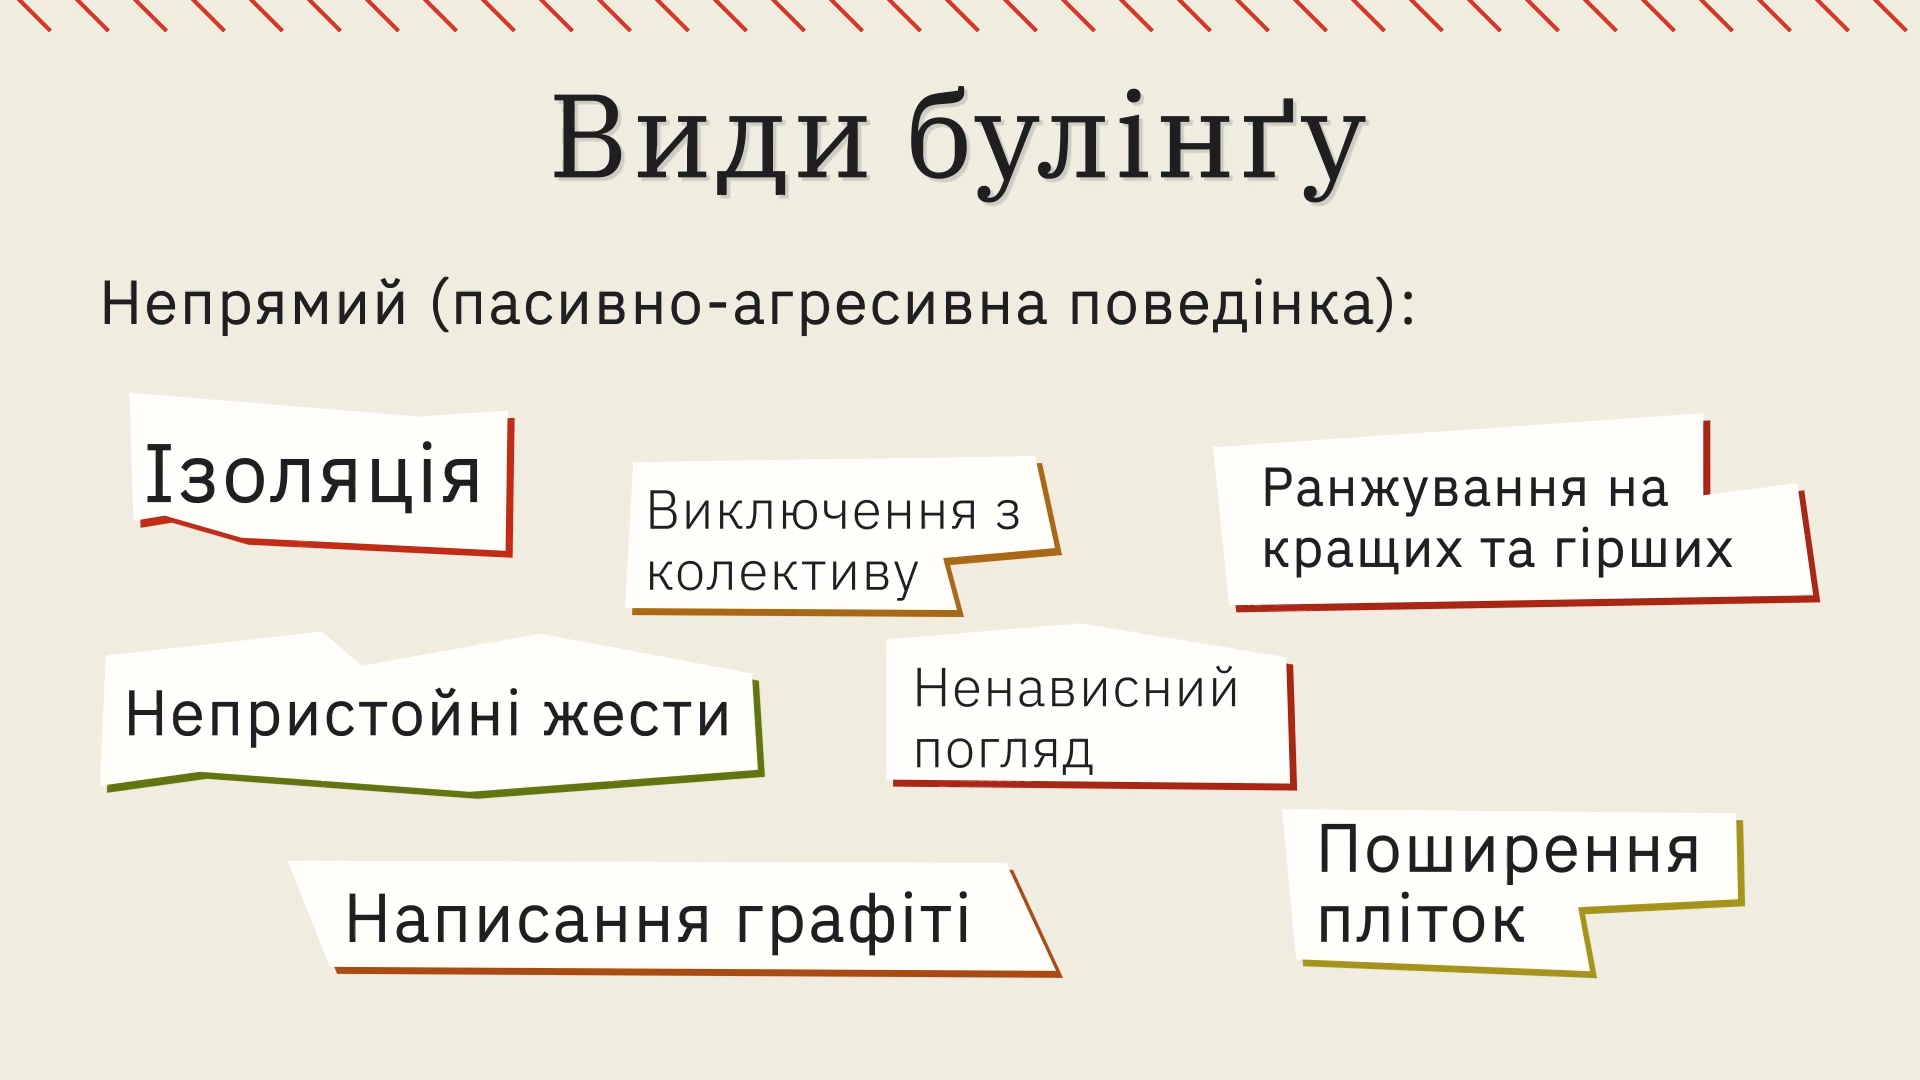 Види булінґу
Непрямий (пасивно-агресивна поведінка):
Ізоляція
Виключення з
колективу
Ранжування на
кращих та гірших
Непристойні жести
Ненависний
погляд
Написання графіті
Поширення
пліток